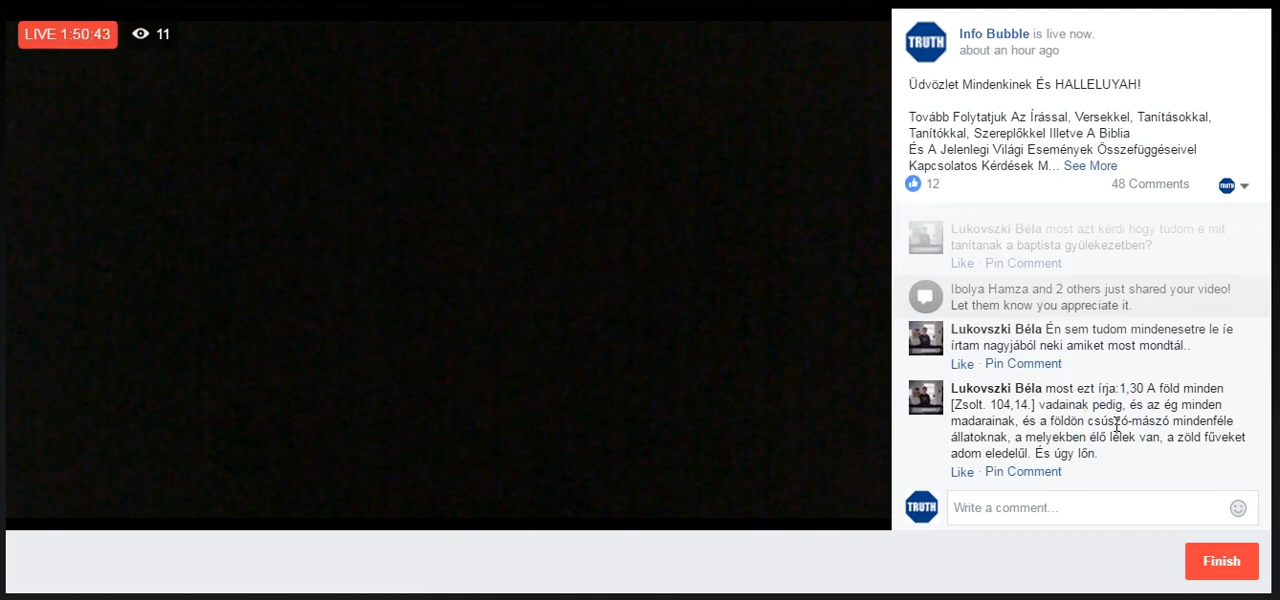 LIVE 1:50:43
11
TRUTH
Info Bubble is live now.
about an hour ago
Üdvözlet Mindenkinek És HALLELUYAH!
Tovább Folytatjuk Az Írással, Versekkel, Tanításokkal,
Tanítókkal, Szereplőkkel Illetve A Biblia
És A Jelenlegi Világi Események Összefüggéseivel
Kapcsolatos Kérdések M... See More
12
48 Comments
TRUTH
Lukovszki Béla most azt kérdi hogy tudom e mit
tanítanak a baptista gyülekezetben?
Like · Pin Comment
Ibolya Hamza and 2 others just shared your video!
Let them know you appreciate it.
Lukovszki Béla Én sem tudom mindenesetre le íe
írtam nagyjából neki amiket most mondtál..
Like · Pin Comment
Lukovszki Béla most ezt írja:1,30 A föld minden
[Zsolt. 104,14.] vadainak pedig, és az ég minden
madarainak, és a földön csúszó-mászó mindenféle
állatoknak, a melyekben élő lélek van, a zöld fűveket
adom eledelűl. És úgy lőn.
Like · Pin Comment
TRUTH
Write a comment...
Finish